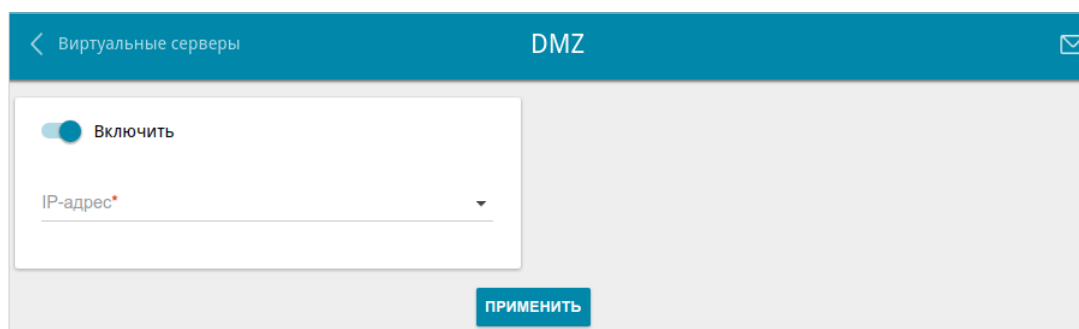 Виртуальные серверы
DMZ
Включить
IP-адрес*
ПРИМЕНИТЬ